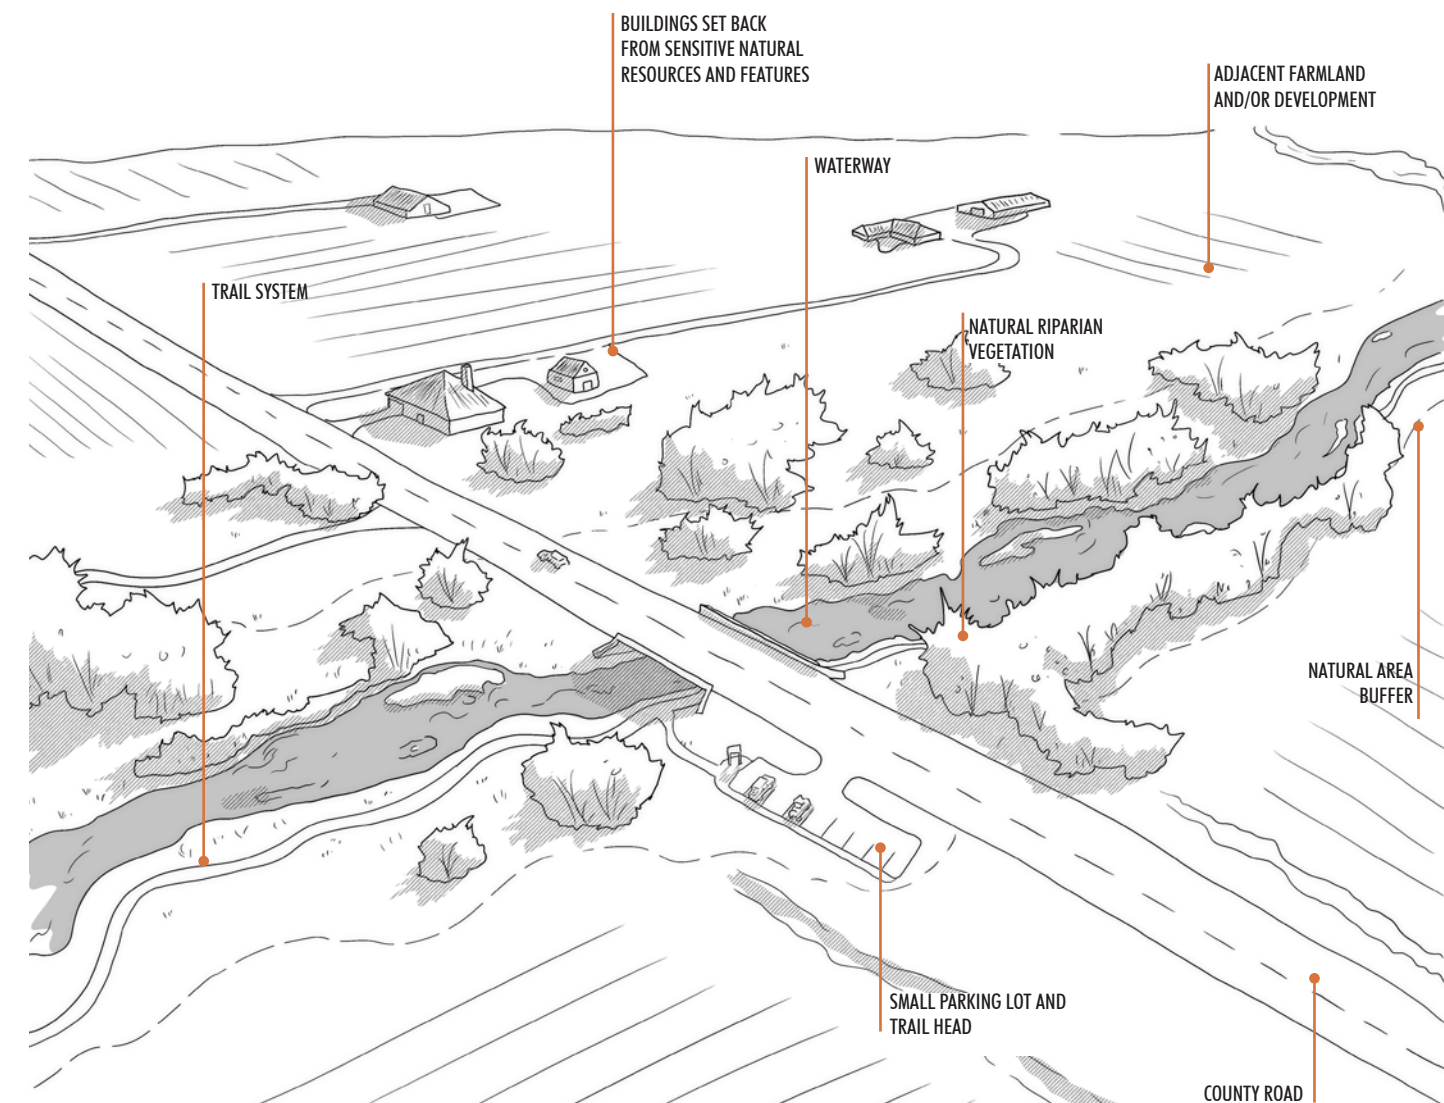 BUILDINGS SET BACK
FROM SENSITIVE NATURAL
RESOURCES AND FEATURES
ADJACENT FARMLAND
AND/OR DEVELOPMENT
WATERWAY
TRAIL SYSTEM
NATURAL RIPARIAN
VEGETATION
NATURAL AREA
BUFFER
SMALL PARKING LOT AND
TRAIL HEAD
COUNTY ROAD